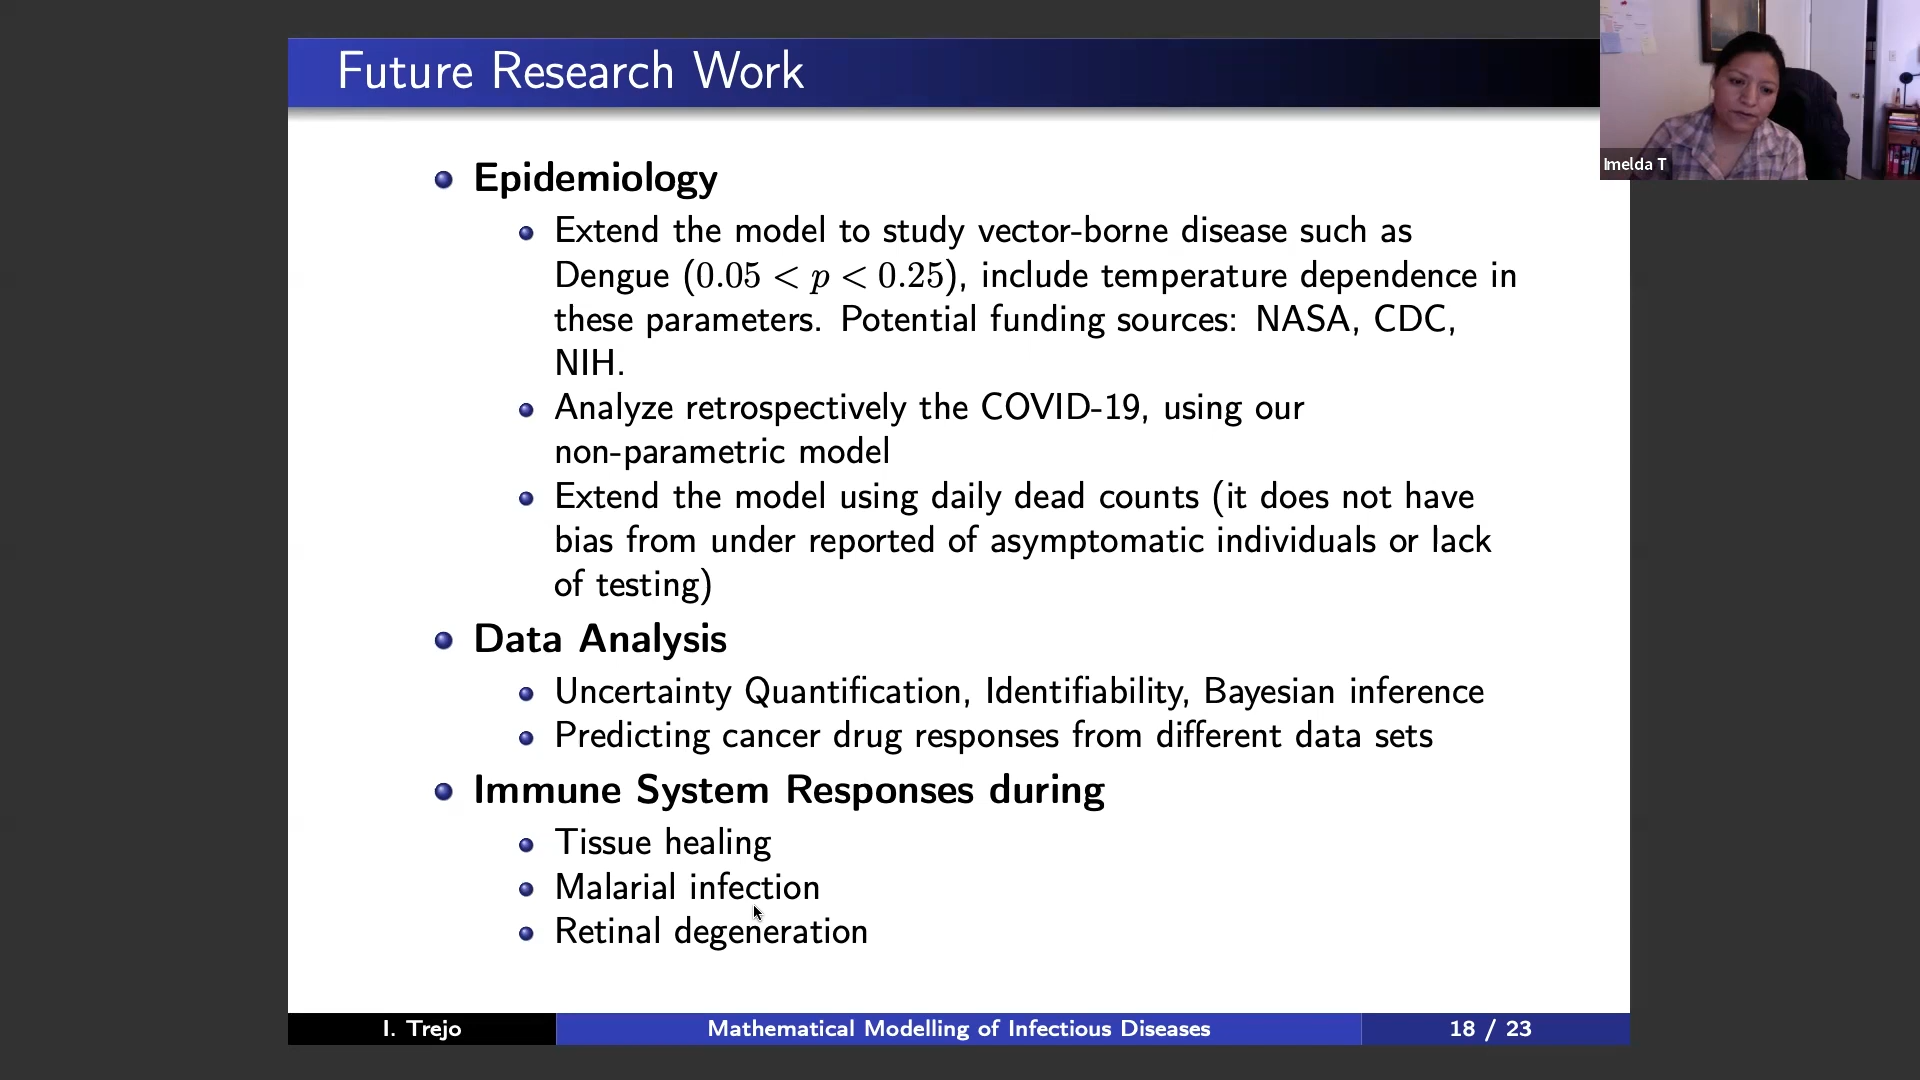 Future Research Work
Imelda T
Epidemiology
Extend the model to study vector-borne disease such as
Dengue (0.05 < p < 0.25), include temperature dependence in
these parameters. Potential funding sources: NASA, CDC,
NIH.
Analyze retrospectively the COVID-19, using our
non-parametric model
Extend the model using daily dead counts (it does not have
bias from under reported of asymptomatic individuals or lack
of testing)
Data Analysis
Uncertainty Quantification, Identifiability, Bayesian inference
Predicting cancer drug responses from different data sets
Immune System Responses during
Tissue healing
Malarial infection
Retinal degeneration
I. Trejo
Mathematical Modelling of Infectious Diseases
18 / 23